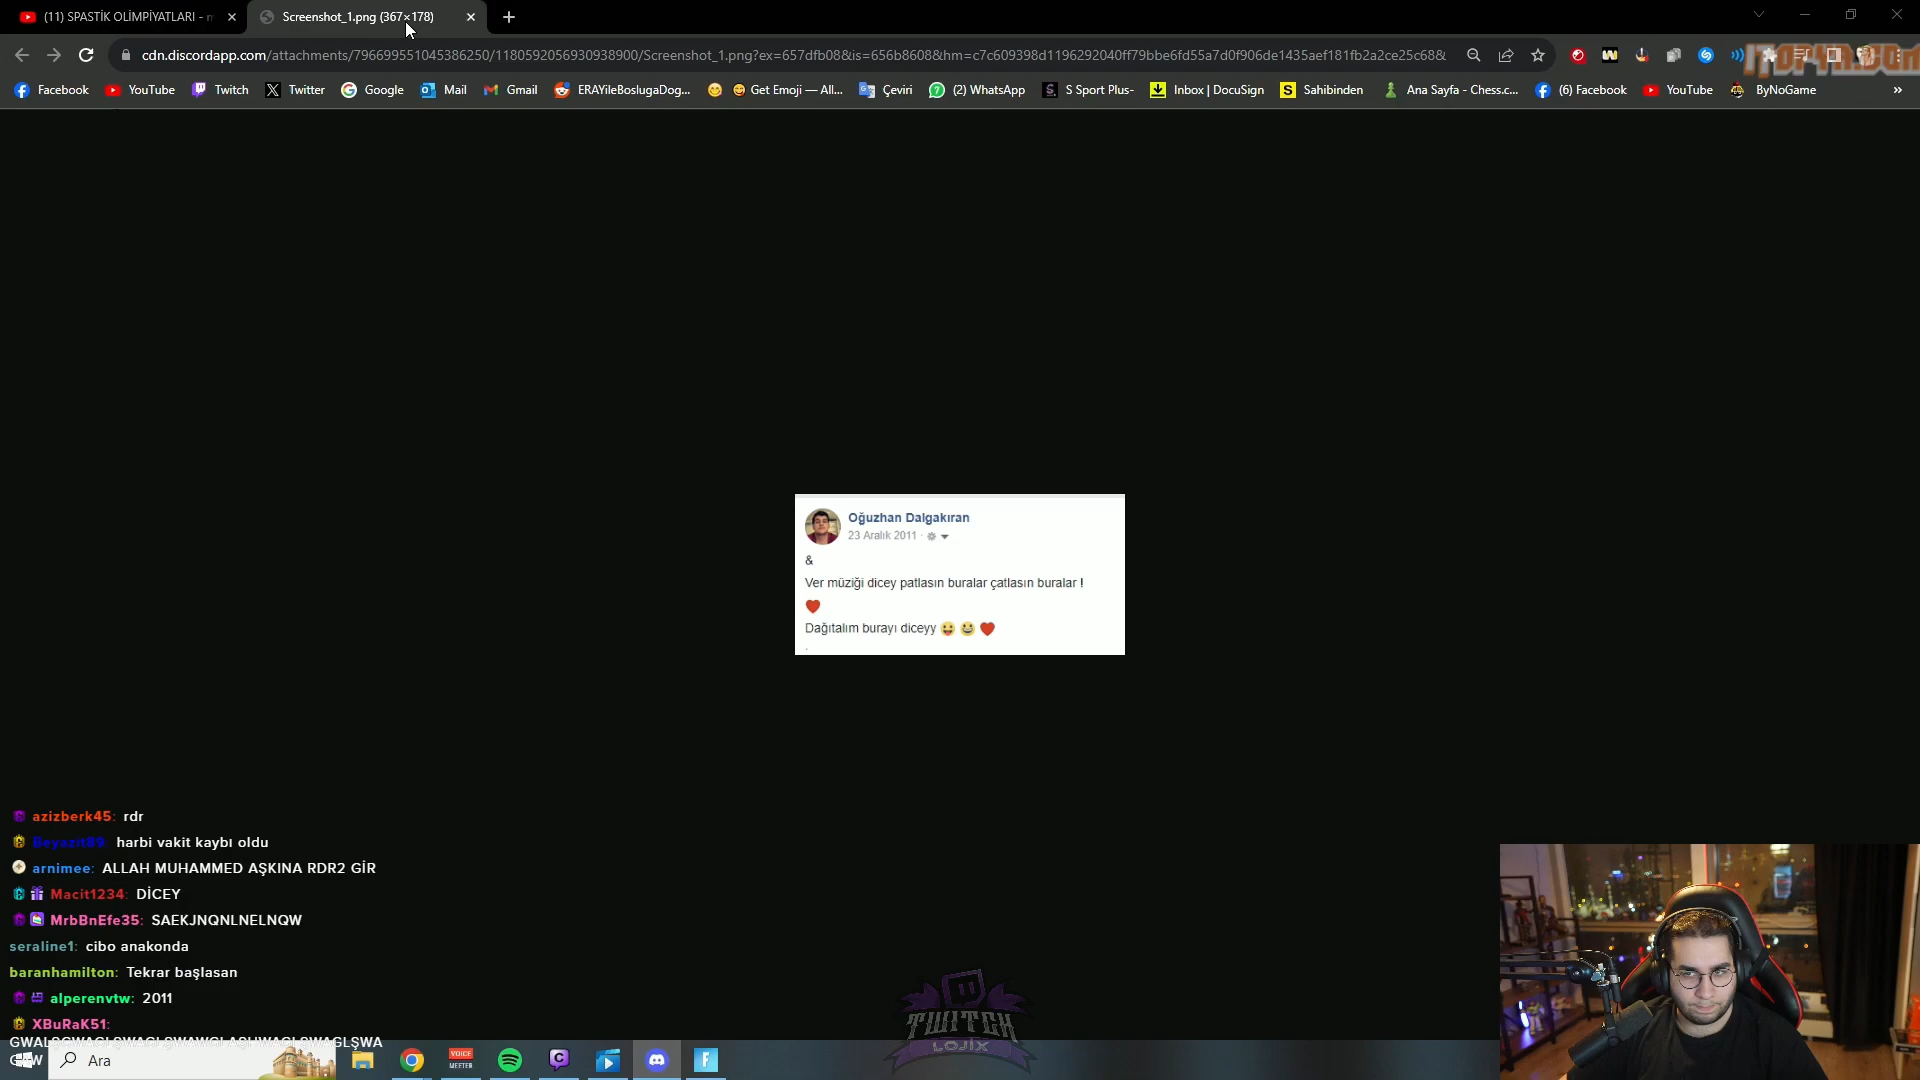 (11) SPASTİK OLİMPİYATLARI -
Screenshot_1.png (367×178)
cdn.discordapp.com/attachments/796699551045386250/1180592056930938900/Screenshot_1.png?ex=657dfb08&is=656b8608&hm=c7c609398d1196292040ff79bbe6fd55a7d0f906de1435aef181fb2a2ce25c68&
Facebook YouTube Twitch Twitter Google Mail Gmail ERAYileBoslugaDog... Get Emoji — All... Çeviri (2) WhatsApp S Sport Plus- Inbox | DocuSign Sahibinden Ana Sayfa - Chess.c... (6) Facebook YouTube ByNoGame »
Oğuzhan Dalgakıran
23 Aralık 2011
&
Ver müziği dicey patlasın buralar çatlasın buralar !
Dağıtalım burayı diceyy
.
azizberk45: rdr
Beyazit89: harbi vakit kaybı oldu
arnimee: ALLAH MUHAMMED AŞKINA RDR2 GİR
Macit1234: DİCEY
MrbBnEfe35: SAEKJNQNLNELNQW
seraline1: cibo anakonda
baranhamilton: Tekrar başlasan
alperenvtw: 2011
XBuRaK51:
TWITCH
LOJIX
Ara
VOICE
MEETER